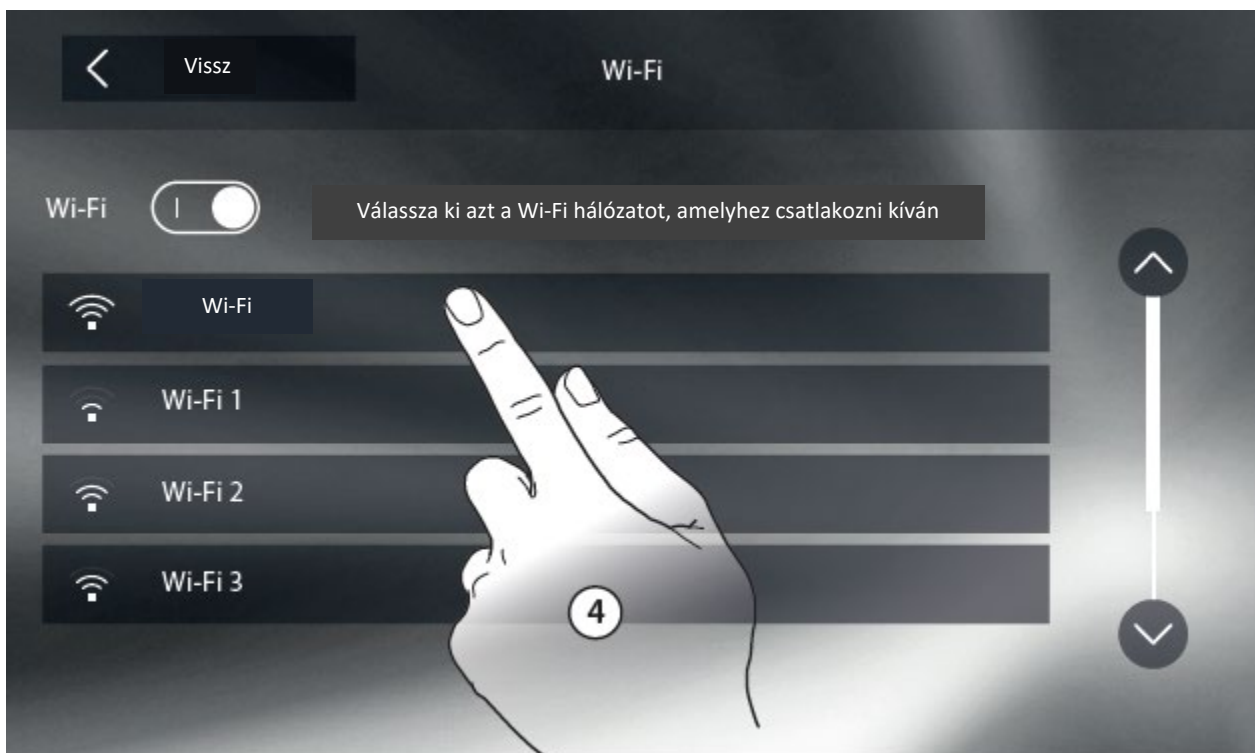 Vissz
Wi-Fi
Wi-Fi
Válassza ki azt a Wi-Fi hálózatot, amelyhez csatlakozni kíván
Wi-Fi
Wi-Fi 1
Wi-Fi 2
Wi-Fi 3
4